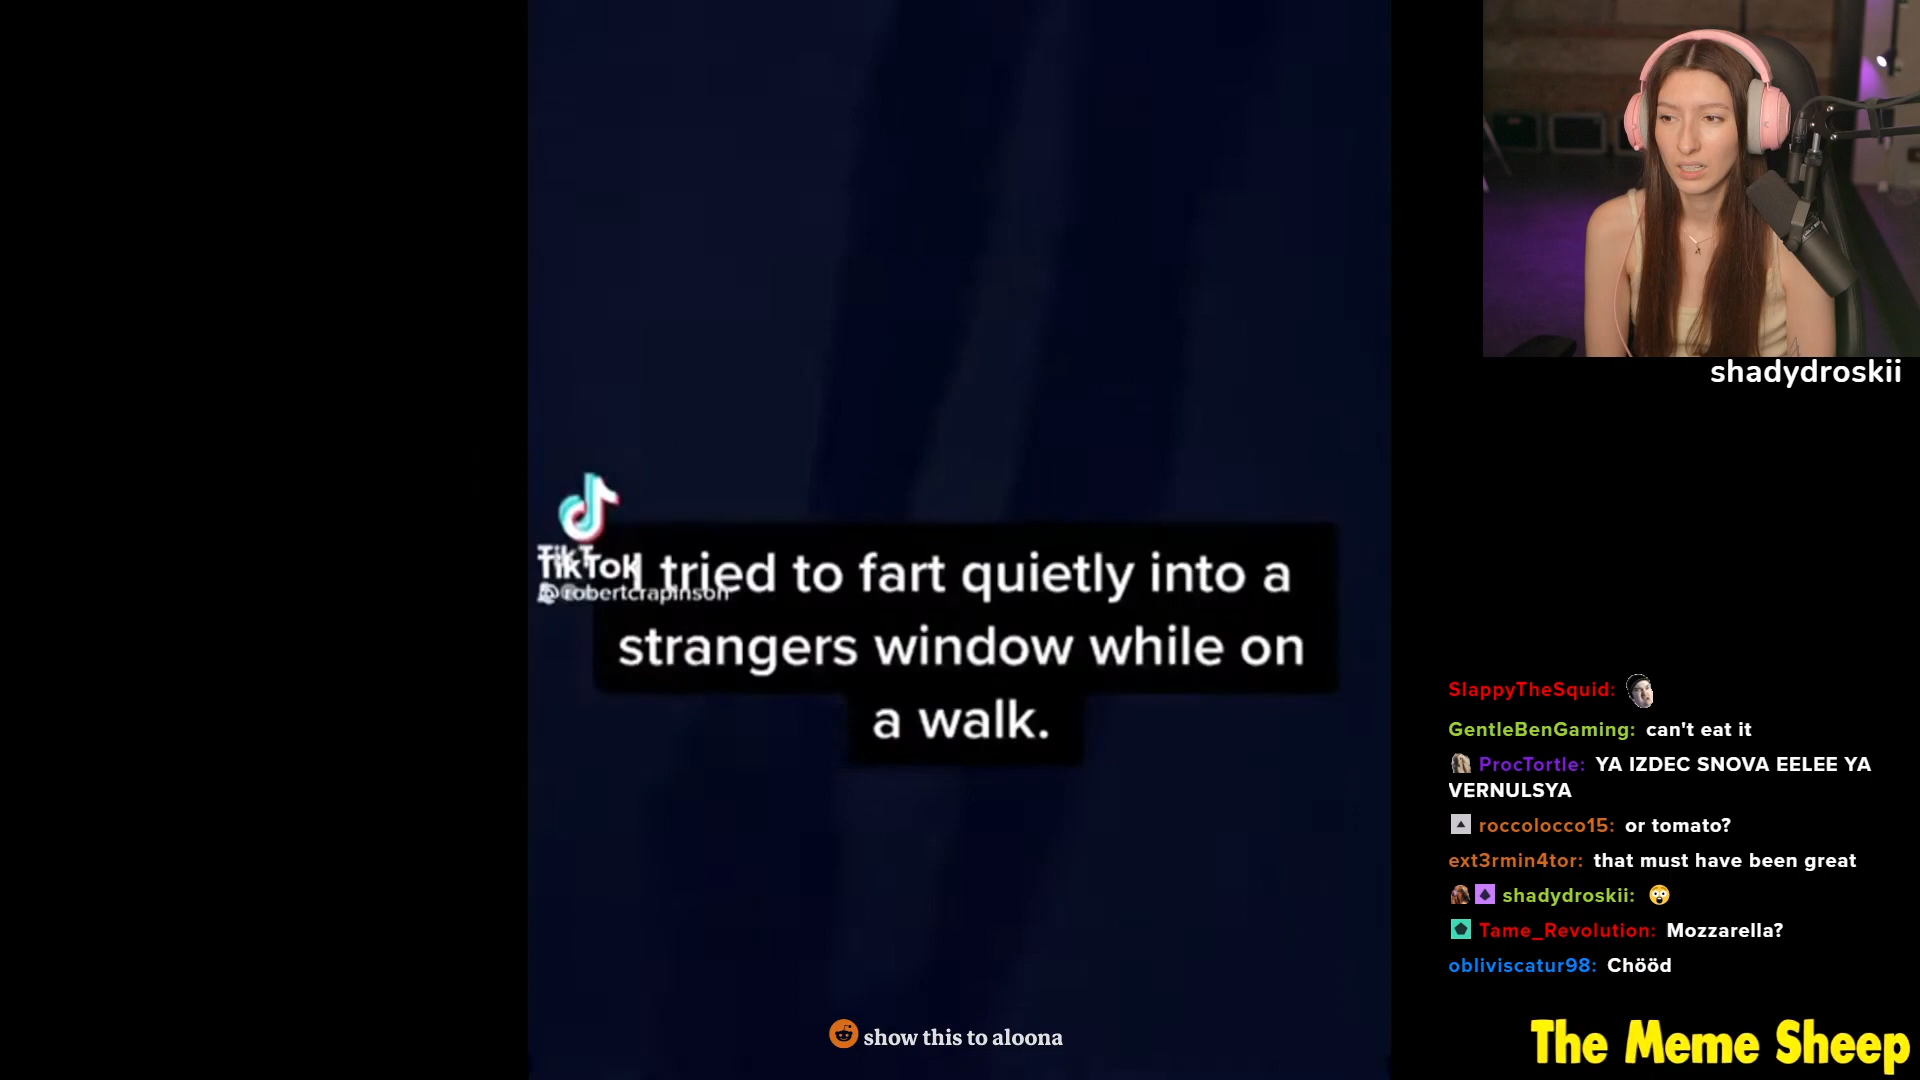 TikTok
@robertcrapinson
I tried to fart quietly into a
strangers window while on
a walk.
show this to aloona
shadydroskii
SlappyTheSquid:
GentleBenGaming: can't eat it
ProcTortle: YA IZDEC SNOVA EELEE YA
VERNULSYA
roccolocco15: or tomato?
ext3rmin4tor: that must have been great
shadydroskii: 😲
Tame_Revolution: Mozzarella?
obliviscatur98: Chööd
The Meme Sheep